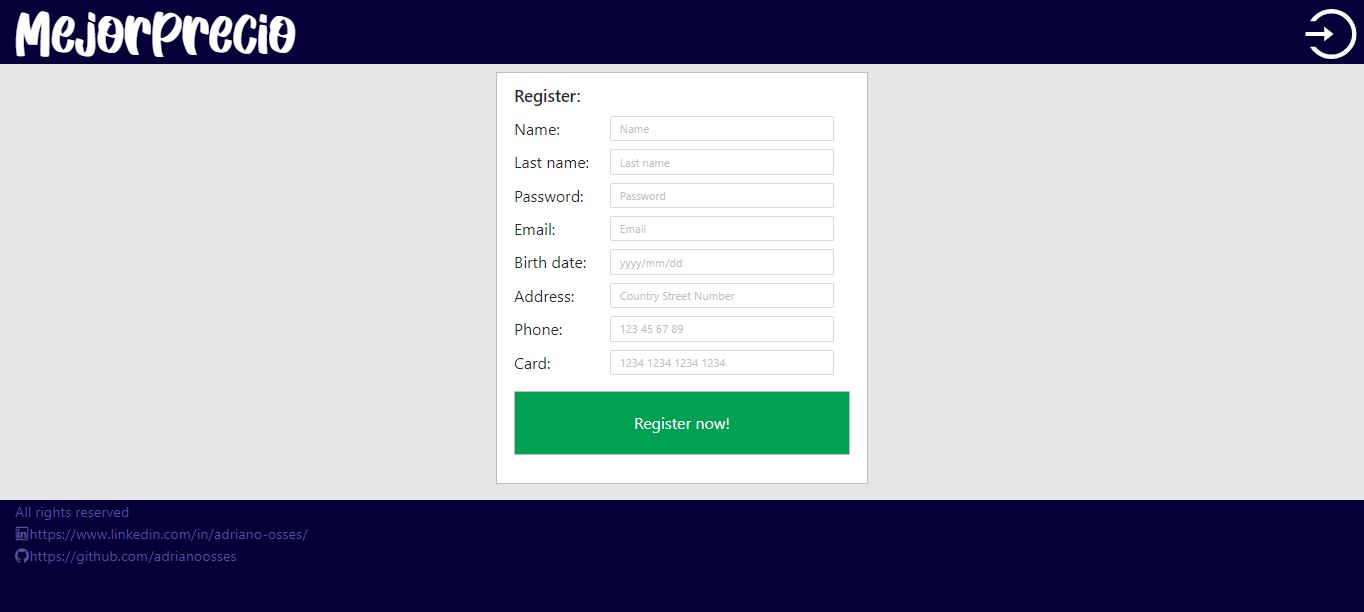 MejorPrecio
Register:
Name: Name
Last name: Last name
Password: Password
Email: Email
Birth date: yyyy/mm/dd
Address: Country Street Number
Phone: 123 45 67 89
Card: 1234 1234 1234 1234
Register now!
All rights reserved
https://www.linkedin.com/in/adriano-osses/
https://github.com/adrianoosses